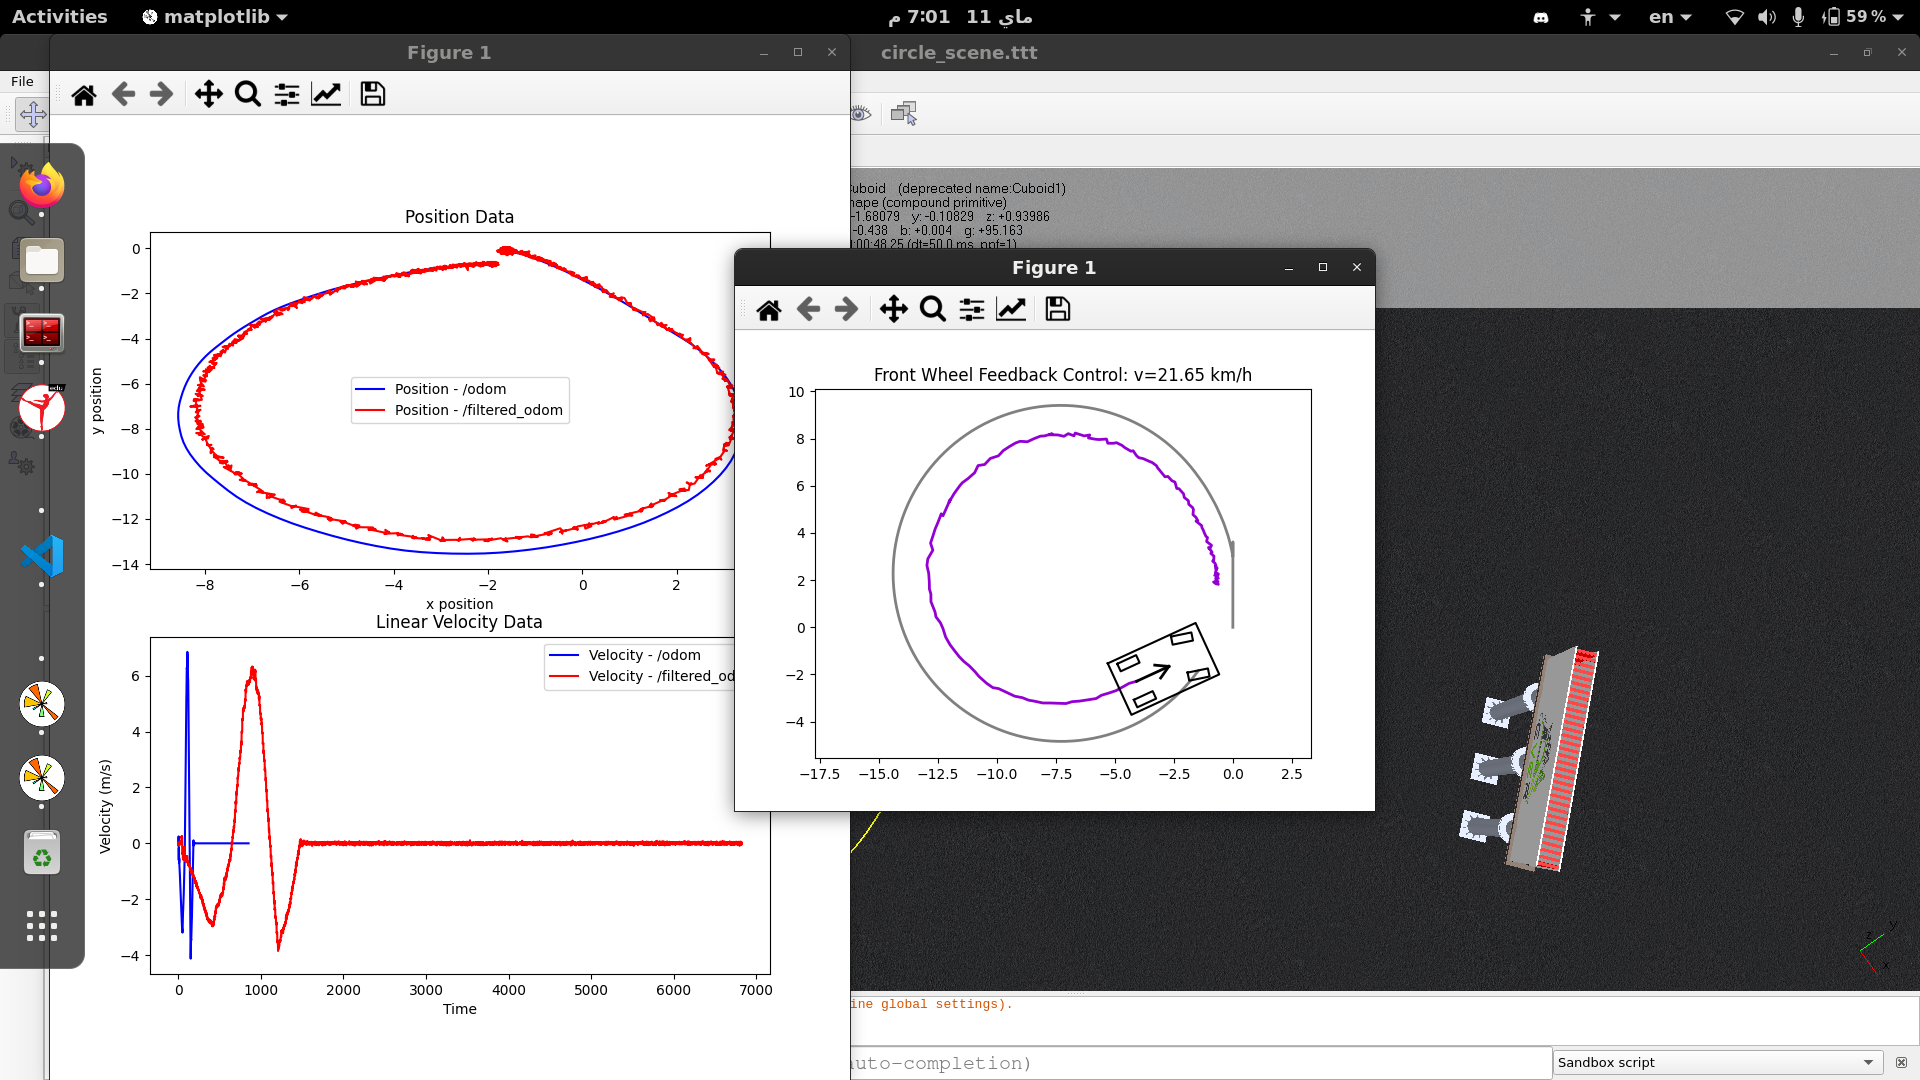 Activities
matplotlib
ماي 11 7:01 م
en
59 %
Figure 1
circle_scene.ttt
File
edu
Position Data
0
−2
−4
−6
−8
−10
−12
−14
y position
Position - /odom
Position - /filtered_odom
−8
−6
−4
−2
0
2
x position
Linear Velocity Data
6
4
2
0
−2
−4
Velocity (m/s)
Velocity - /odom
Velocity - /filtered_od
0
1000
2000
3000
4000
5000
6000
7000
Time
uboid (deprecated name:Cuboid1)
hape (compound primitive)
-1.68079 y: -0.10829 z: +0.93986
-0.438 b: +0.004 g: +95.163
:00:48.25 (dt=50.0 ms, ppf=1)
Figure 1
Front Wheel Feedback Control: v=21.65 km/h
10
8
6
4
2
0
−2
−4
−17.5
−15.0
−12.5
−10.0
−7.5
−5.0
−2.5
0.0
2.5
z
y
x
ine global settings).
uto-completion)
Sandbox script